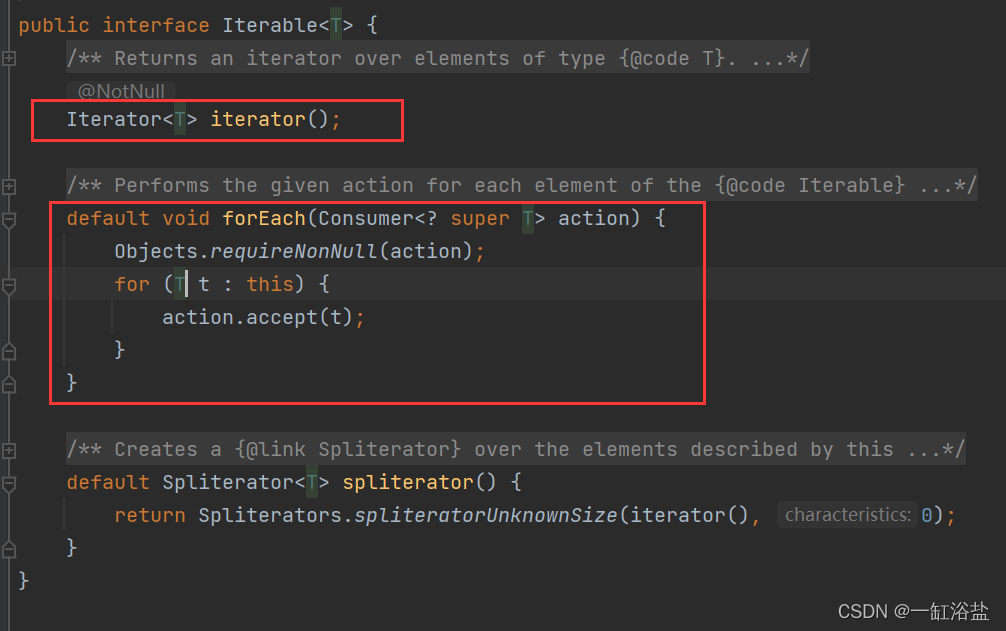 public interface Iterable<T> {
/** Returns an iterator over elements of type {@code T}. ...*/
@NotNull
Iterator<T> iterator();
/** Performs the given action for each element of the {@code Iterable} ...*/
default void forEach(Consumer<? super T> action) {
Objects.requireNonNull(action);
for (T t : this) {
action.accept(t);
}
}
/** Creates a {@link Spliterator} over the elements described by this ...*/
default Spliterator<T> spliterator() {
return Spliterators.spliteratorUnknownSize(iterator(), characteristics: 0);
}
}
CSDN @一缸浴盐